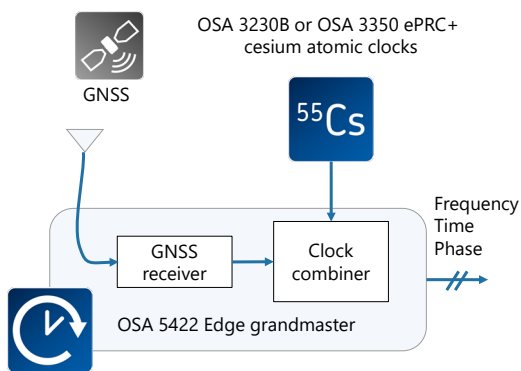 OSA 3230B or OSA 3350 ePRC+
cesium atomic clocks
GNSS
55Cs
Frequency
Time
Phase
GNSS
receiver
Clock
combiner
OSA 5422 Edge grandmaster